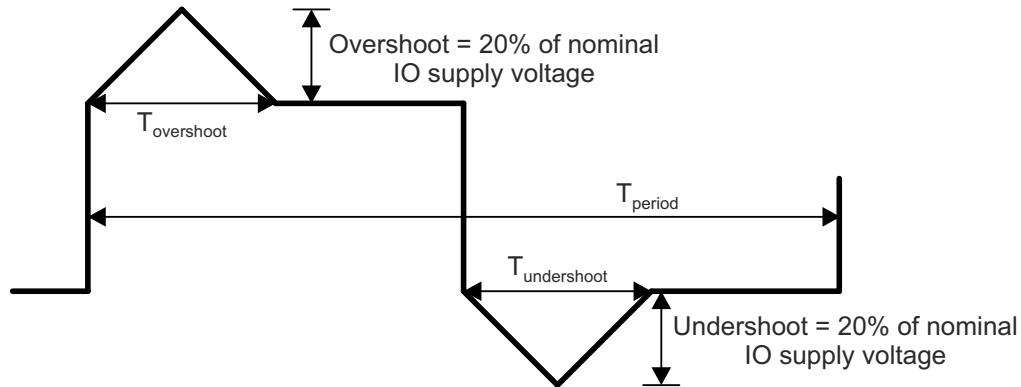 Overshoot = 20% of nominal
IO supply voltage
Tovershoot
Tperiod
Tundershoot
Undershoot = 20% of nominal
IO supply voltage